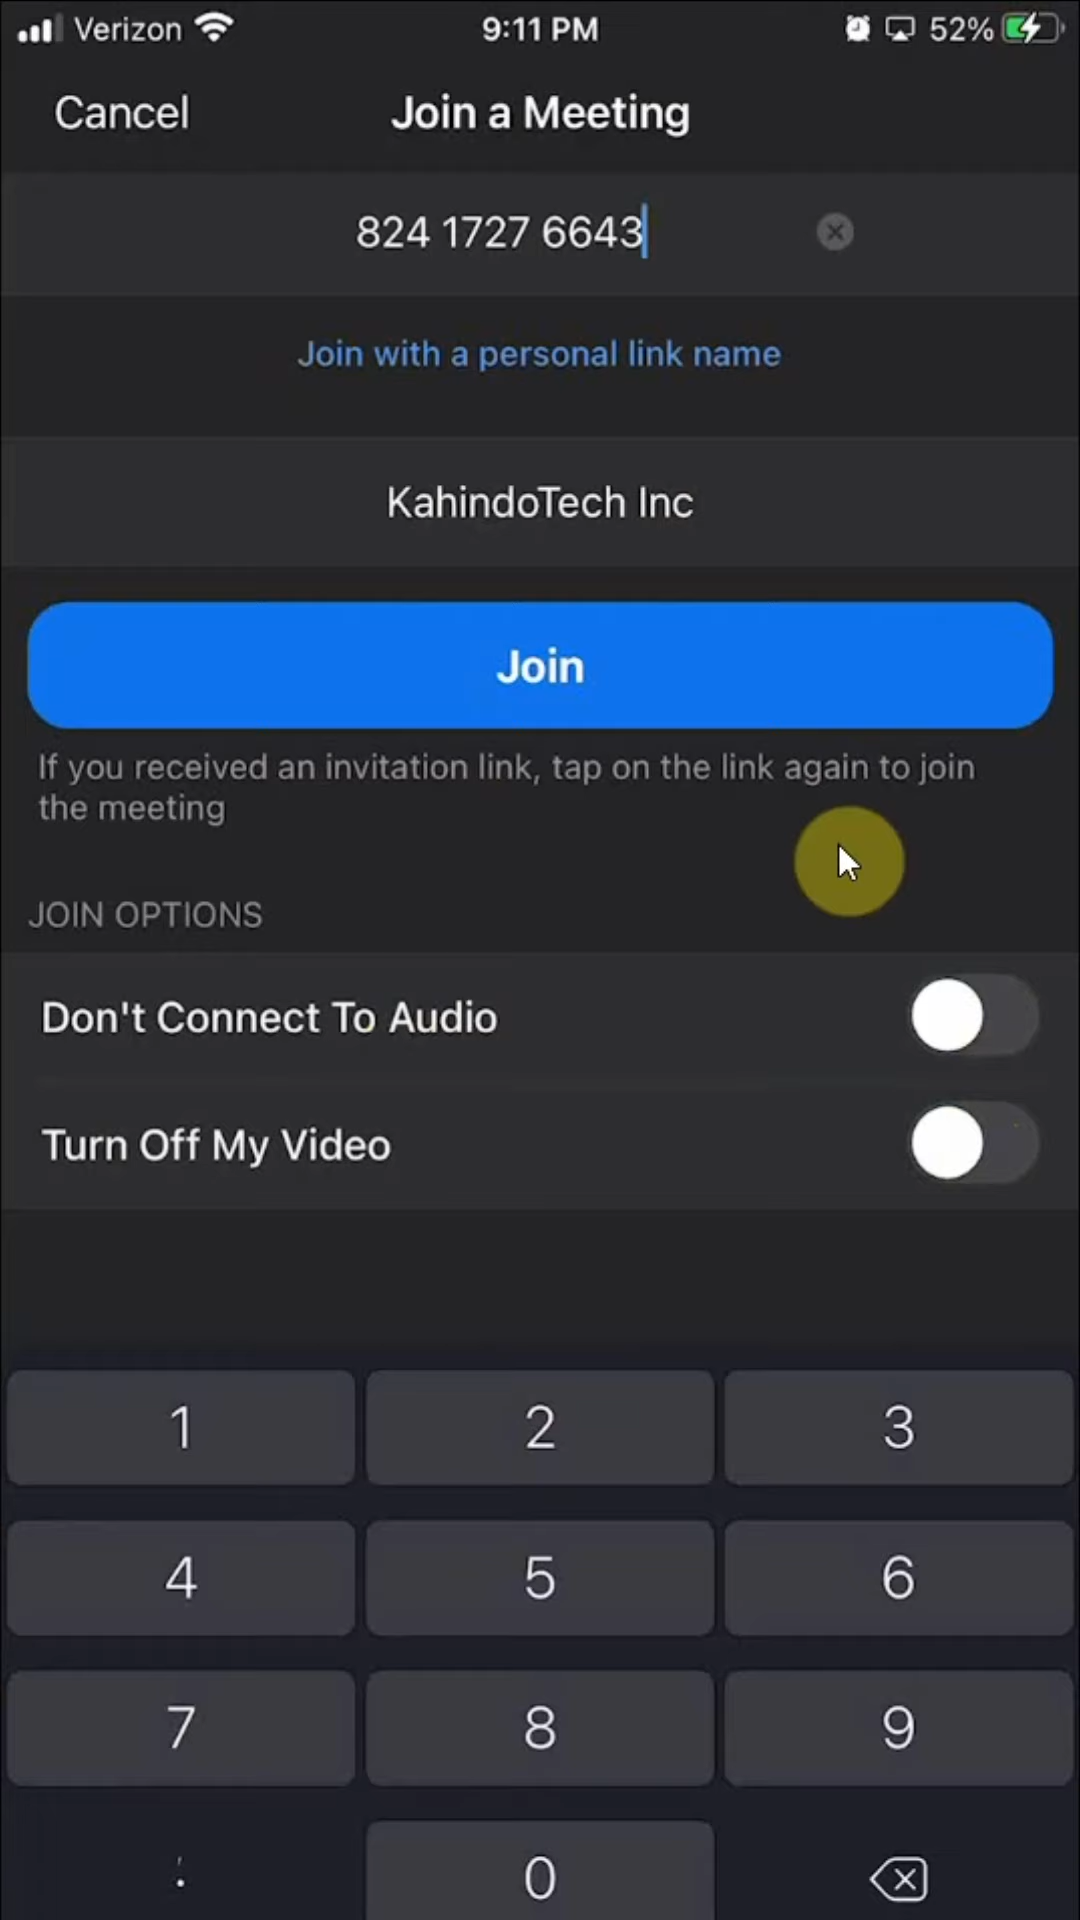 Verizon 9:11 PM 52%
Cancel Join a Meeting
824 1727 6643
Join with a personal link name
KahindoTech Inc
Join
If you received an invitation link, tap on the link again to join
the meeting
JOIN OPTIONS
Don't Connect To Audio
Turn Off My Video
1 2 3
4 5 6
7 8 9
0